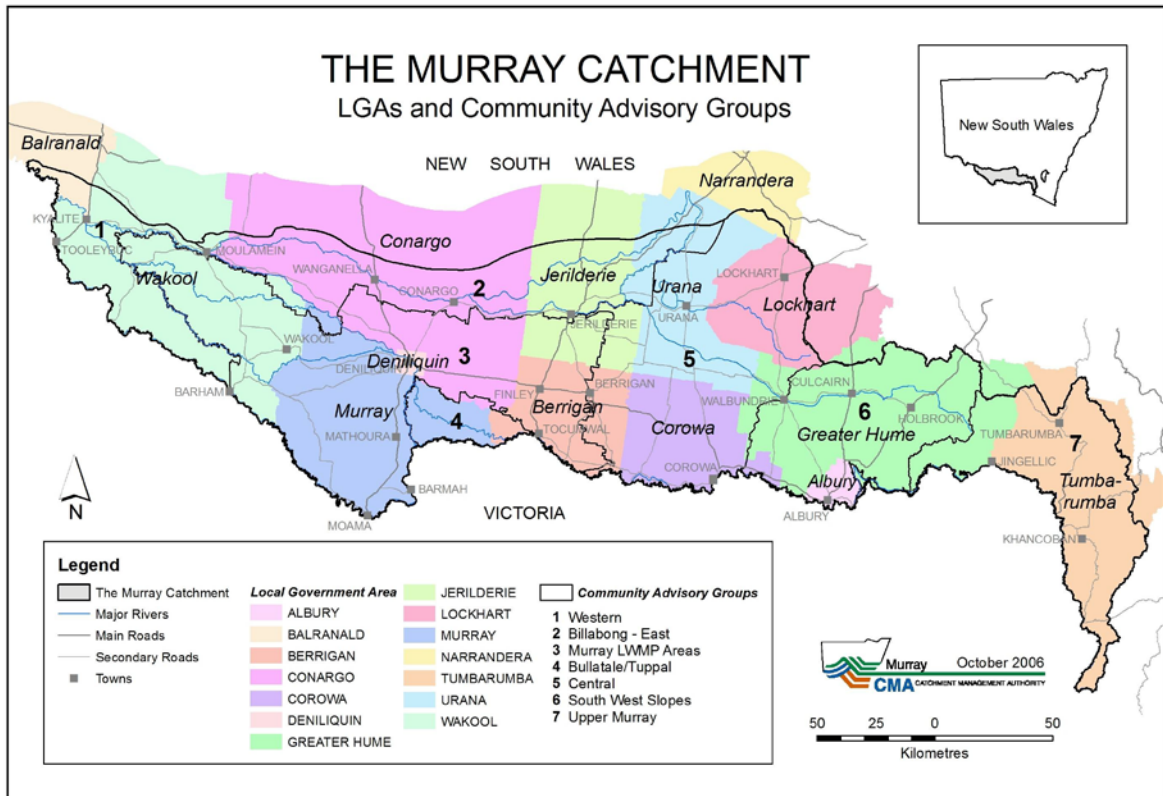 THE MURRAY CATCHMENT
LGAs and Community Advisory Groups
New South Wales
Balranald
NEW SOUTH WALES
Narrandera
KYALITE
1
TOOLEYBUC
MOULAMEIN
Conargo
Wakool
WANGANELLA
Jerilderie
LOCKHART
CONARGO
2
Urana
Lockhart
URANA
JERILDERIE
WAKOOL
Deniliquin
3
5
DENILIQUIN
BARHAM
FINLEY
BERRIGAN
WALBUNDRIE
CULCAIRN
6
HOLBROOK
Murray
4
Berrigan
Corowa
Greater Hume
TUMBARUMBA
7
MATHOURA
TOCUMWAL
JINGELLIC
COROWA
Albury
Tumba-
rumba
BARMAH
ALBURY
N
MOAMA
VICTORIA
KHANCOBAN
Legend
The Murray Catchment
Major Rivers
Main Roads
Secondary Roads
Towns
Local Government Area
ALBURY
BALRANALD
BERRIGAN
CONARGO
COROWA
DENILIQUIN
GREATER HUME
JERILDERIE
LOCKHART
MURRAY
NARRANDERA
TUMBARUMBA
URANA
WAKOOL
Community Advisory Groups
1 Western
2 Billabong - East
3 Murray LWMP Areas
4 Bullatale/Tuppal
5 Central
6 South West Slopes
7 Upper Murray
Murray
October 2006
CMA CATCHMENT MANAGEMENT AUTHORITY
50 25 0 50
Kilometres